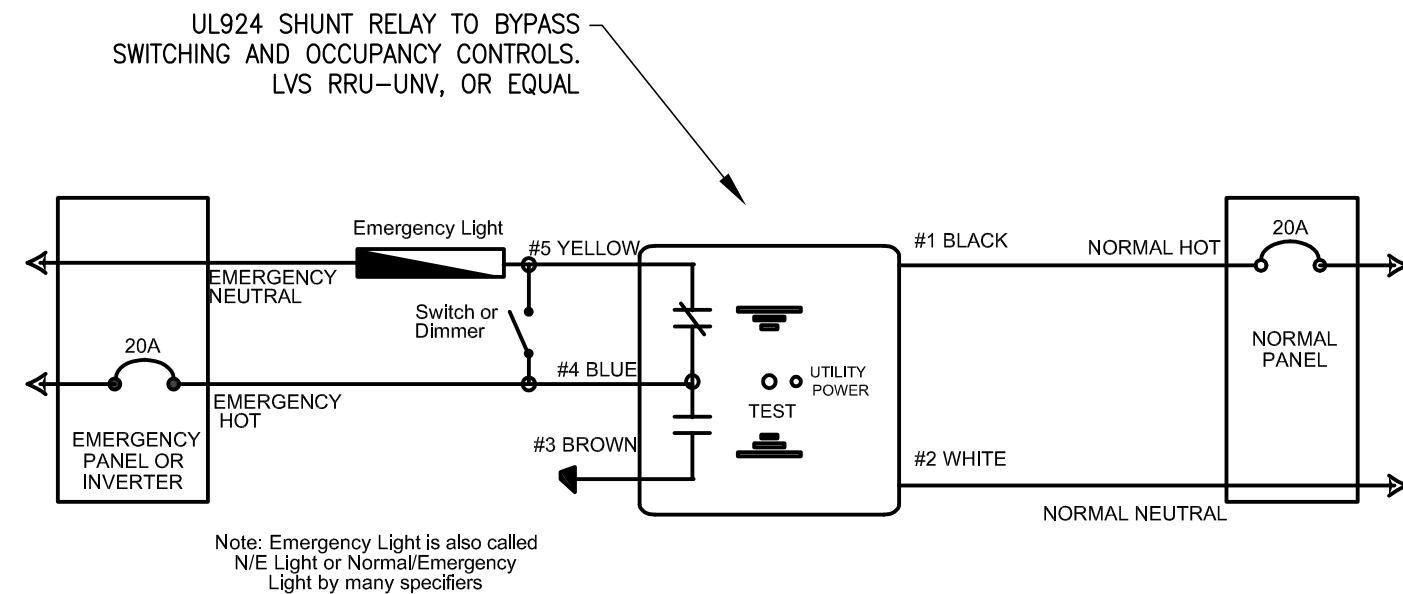 UL924 SHUNT RELAY TO BYPASS
SWITCHING AND OCCUPANCY CONTROLS.
LVS RRU-UNV, OR EQUAL
Emergency Light
#5 YELLOW
#1 BLACK
NORMAL HOT
20A
EMERGENCY
NEUTRAL
Switch or
Dimmer
20A
NORMAL
PANEL
#4 BLUE
UTILITY
POWER
TEST
EMERGENCY
HOT
EMERGENCY
PANEL OR
INVERTER
#3 BROWN
#2 WHITE
NORMAL NEUTRAL
Note: Emergency Light is also called
N/E Light or Normal/Emergency
Light by many specifiers